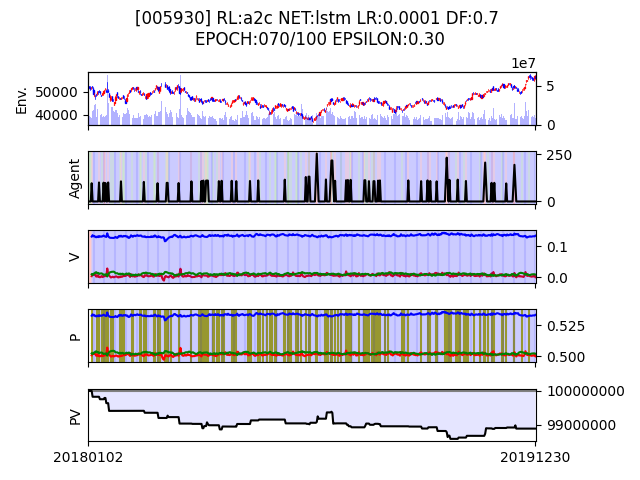 [005930] RL:a2c NET:lstm LR:0.0001 DF:0.7
EPOCH:070/100 EPSILON:0.30
1e7
Env.
50000
40000
5
0
Agent
250
0
V
0.1
0.0
P
0.525
0.500
PV
100000000
99000000
20180102
20191230